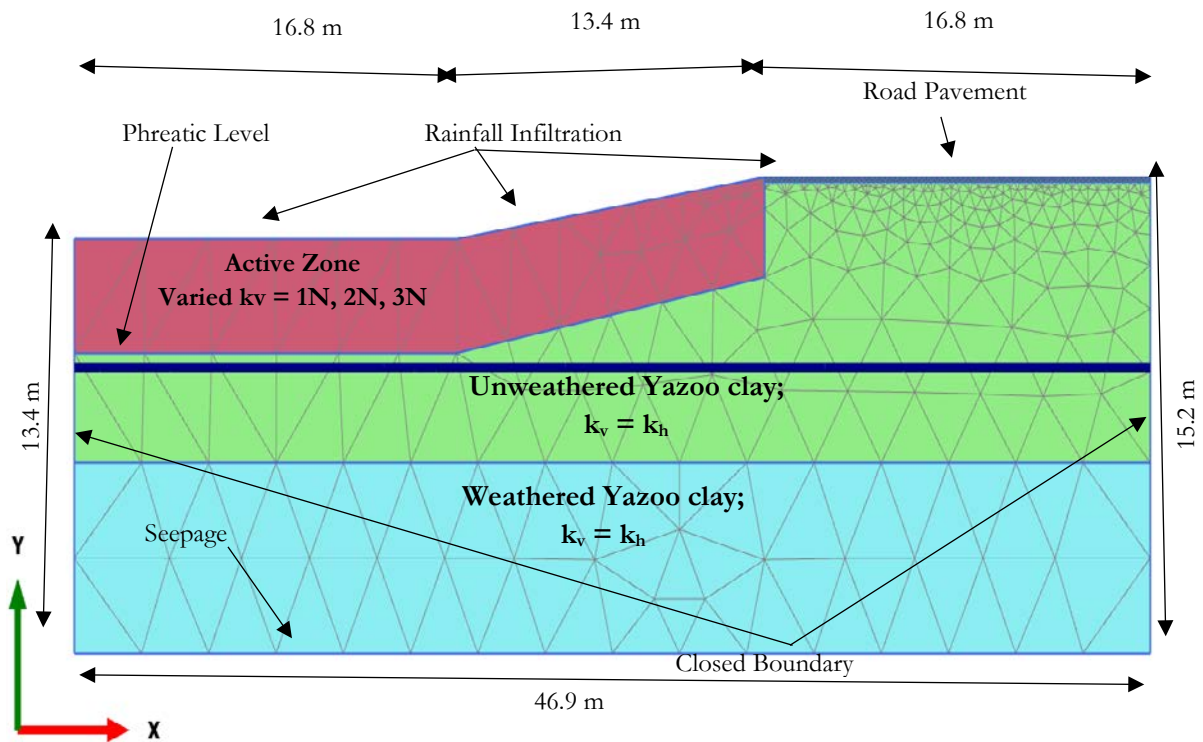 16.8 m
13.4 m
16.8 m
Road Pavement
Phreatic Level
Rainfall Infiltration
Active Zone
Varied kv = 1N, 2N, 3N
13.4 m
15.2 m
Unweathered Yazoo clay;
kᵥ = kₕ
Weathered Yazoo clay;
kᵥ = kₕ
Seepage
Y
Closed Boundary
46.9 m
X